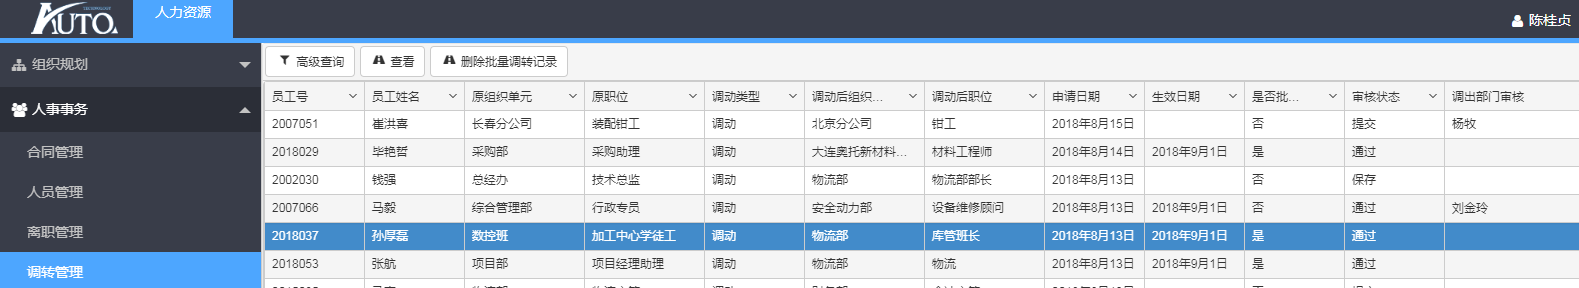 TECHNOLOGY
AUTO
人力资源
陈桂贞
组织规划
人事事务
合同管理
人员管理
离职管理
调转管理
高级查询 查看 删除批量调转记录
员工号 员工姓名 原组织单元 原职位 调动类型 调动后组织... 调动后职位 申请日期 生效日期 是否批... 审核状态 调出部门审核
2007051 崔洪喜 长春分公司 装配钳工 调动 北京分公司 钳工 2018年8月15日 否 提交 杨牧
2018029 毕艳哲 采购部 采购助理 调动 大连奥托新材料... 材料工程师 2018年8月14日 2018年9月1日 是 通过
2002030 钱强 总经办 技术总监 调动 物流部 物流部部长 2018年8月13日 否 保存
2007066 马毅 综合管理部 行政专员 调动 安全动力部 设备维修顾问 2018年8月13日 2018年9月1日 否 通过 刘金玲
2018037 孙厚磊 数控班 加工中心学徒工 调动 物流部 库管班长 2018年8月13日 2018年9月1日 是 通过
2018053 张航 项目部 项目经理助理 调动 物流部 物流 2018年8月13日 2018年9月1日 是 通过